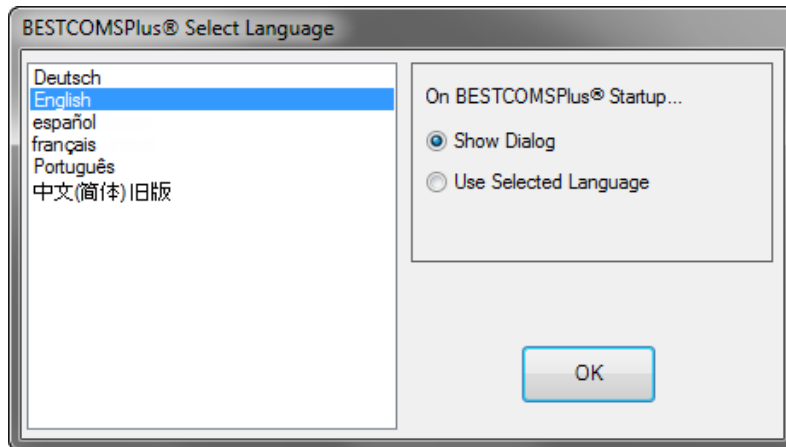 BESTCOMSPlus® Select Language
Deutsch
English
español
français
Português
中文(简体)旧版
On BESTCOMSPlus® Startup...
Show Dialog
Use Selected Language
OK